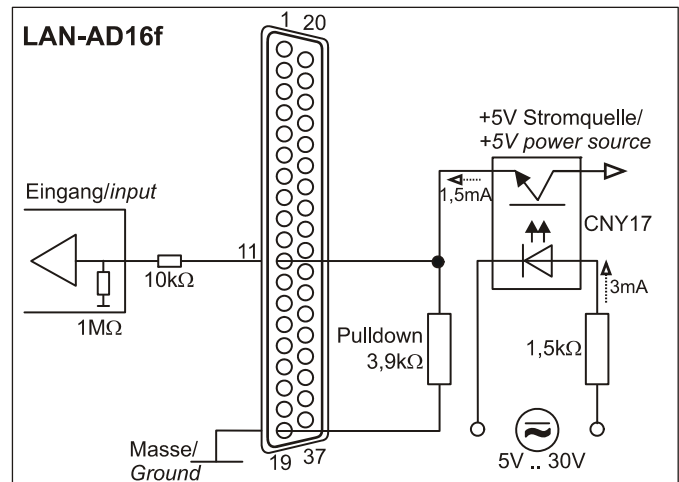 LAN-AD16f
1 20
+5V Stromquelle/
+5V power source
Eingang/input
1,5mA
CNY17
11
10kΩ
1MΩ
3mA
Pulldown
3,9kΩ
1,5kΩ
Masse/
Ground
19 37
5V .. 30V